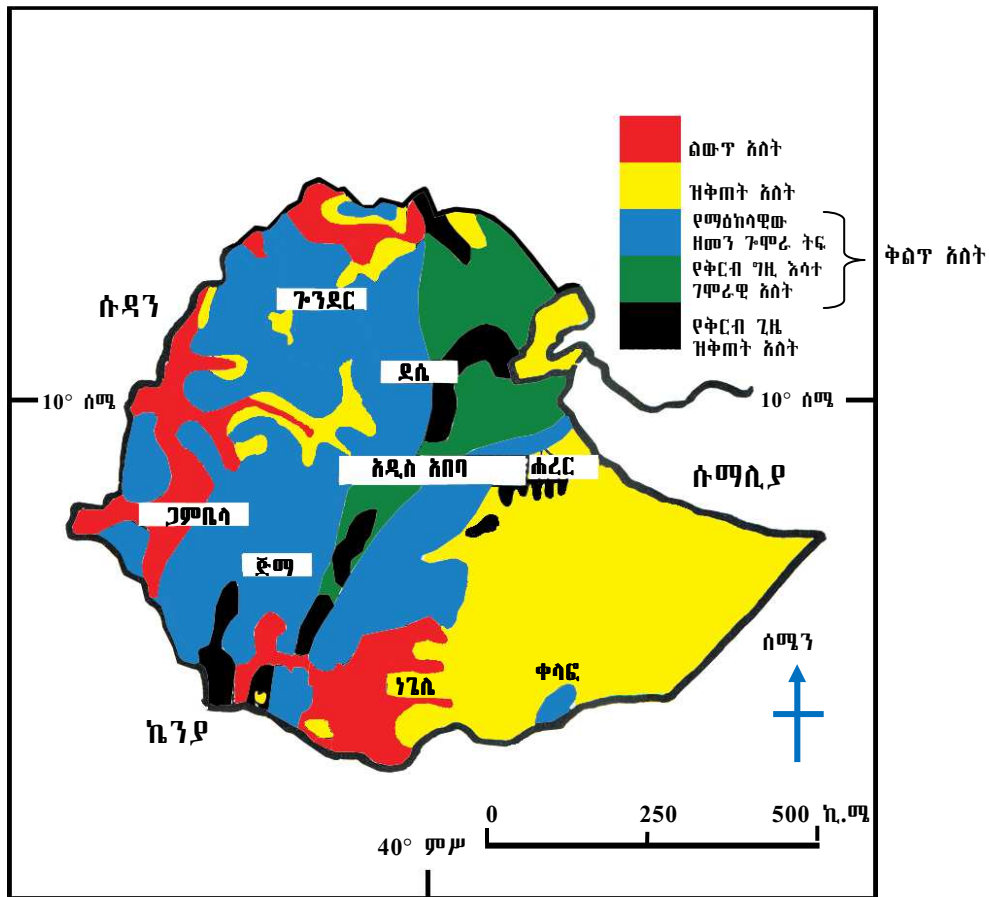 ልውጥ አለት
ዝቅጠት አለት
የማዕከላዊው
ዘመን ጉሞራ ትፍ
የቅርብ ግዚ እሳተ
ገሞራዊ አለት
ቅልጥ አለት
የቅርብ ጊዜ
ዝቅጠት አለት
ሱዳን
ጐንደር
ደሴ
10° ሰሜ
10° ሰሜ
አዲስ አበባ
ሐረር
ሱማሊያ
ጋምቤላ
ጅማ
ሰሜን
ቀላፎ
ነጌሌ
ኬንያ
0 250 500 ኪ.ሜ
40° ምሥ